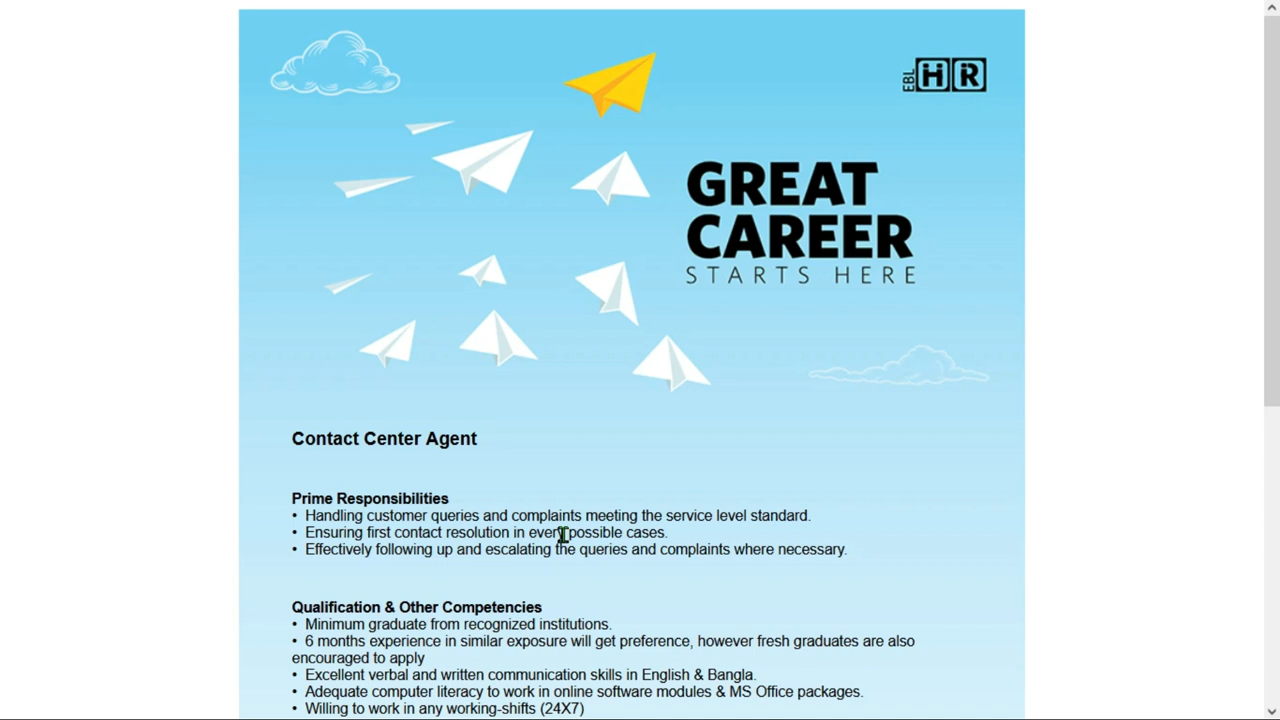 EBL HR
GREAT
CAREER
STARTS HERE
Contact Center Agent
Prime Responsibilities
• Handling customer queries and complaints meeting the service level standard.
• Ensuring first contact resolution in every possible cases.
• Effectively following up and escalating the queries and complaints where necessary.
Qualification & Other Competencies
• Minimum graduate from recognized institutions.
• 6 months experience in similar exposure will get preference, however fresh graduates are also
encouraged to apply
• Excellent verbal and written communication skills in English & Bangla.
• Adequate computer literacy to work in online software modules & MS Office packages.
• Willing to work in any working-shifts (24X7)